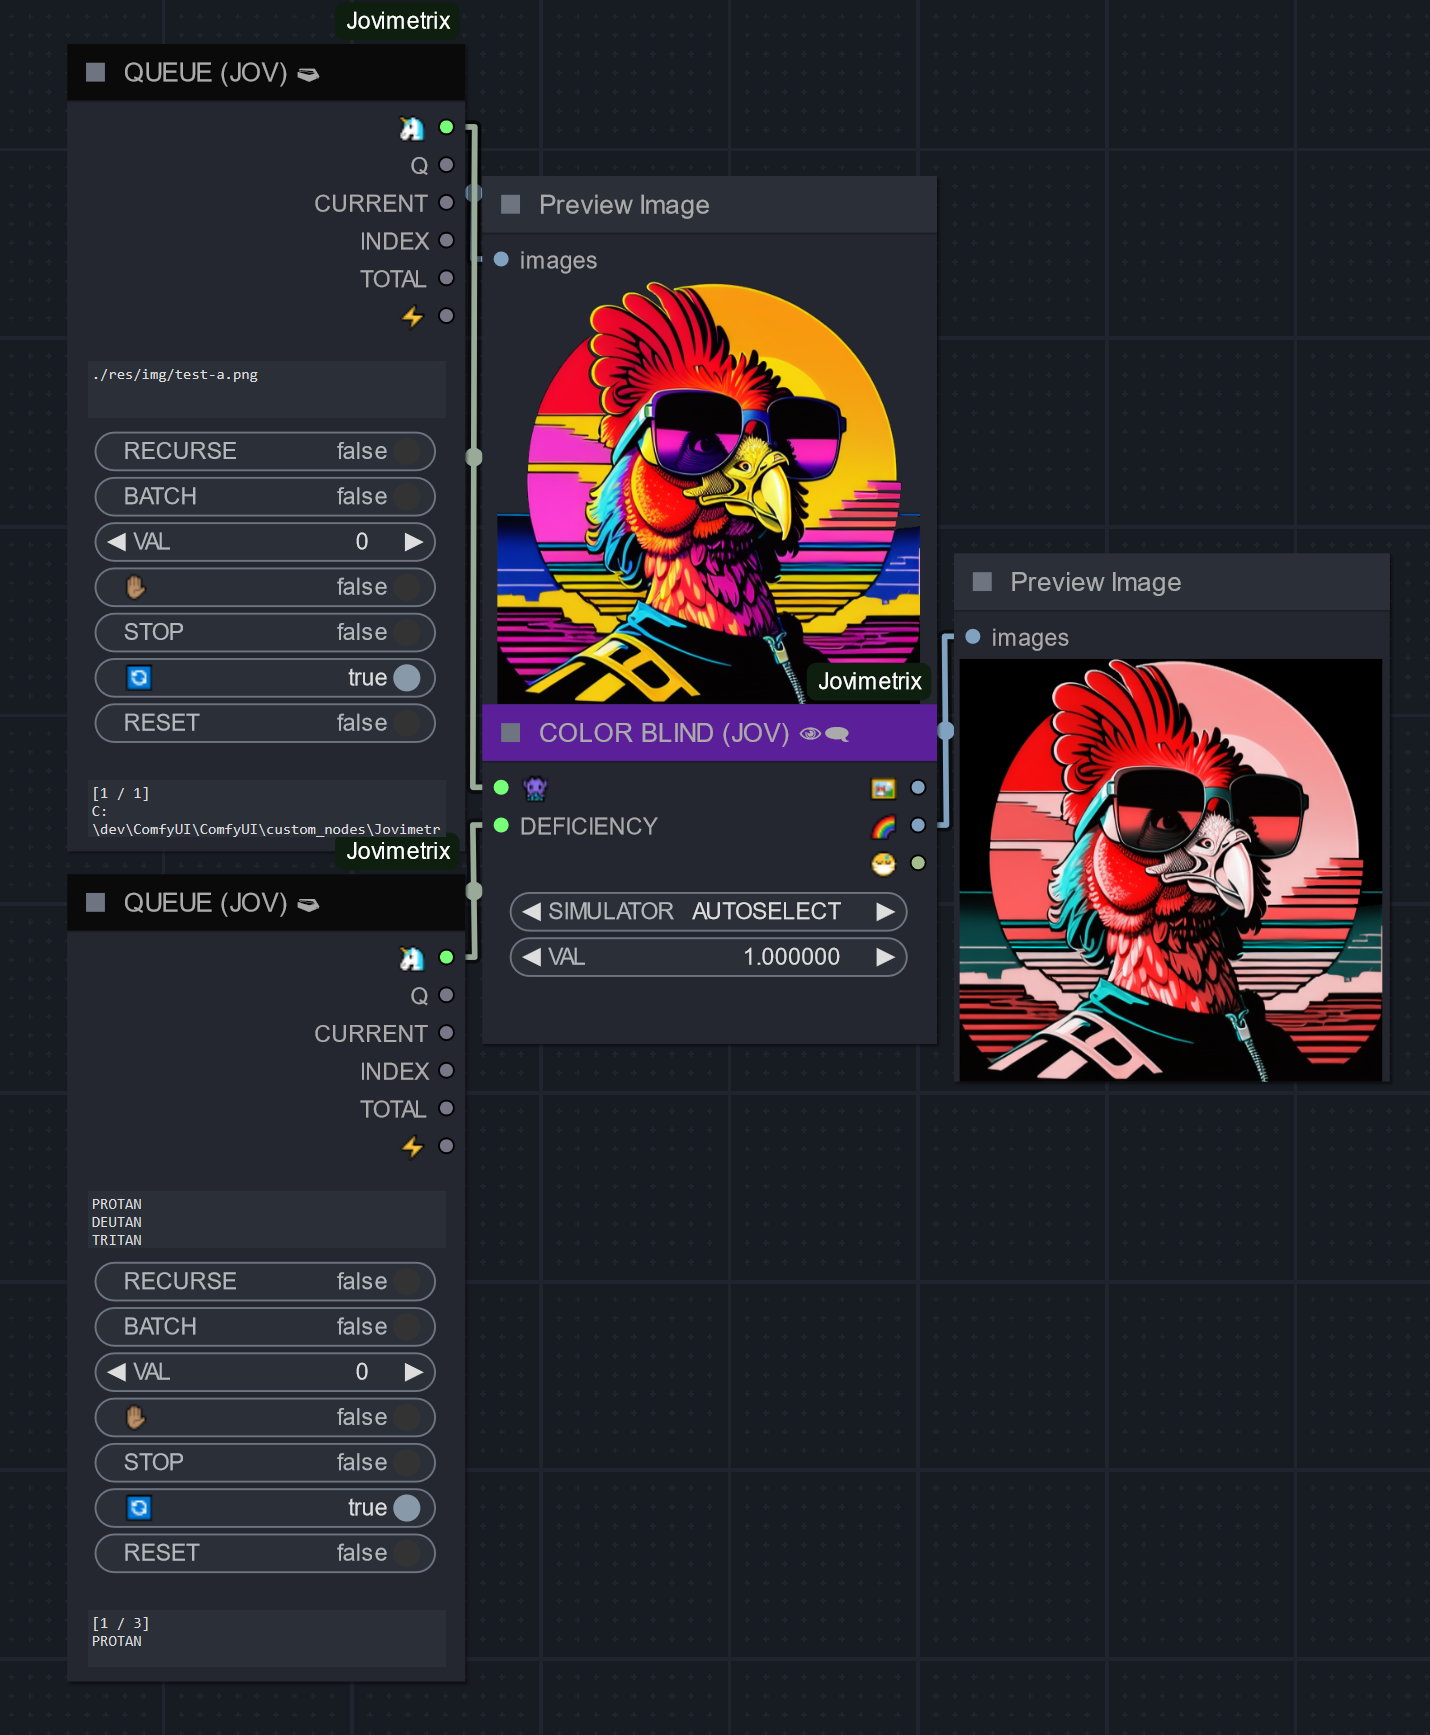 Jovimetrix
QUEUE (JOV)
Q
CURRENT
INDEX
TOTAL
./res/img/test-a.png
RECURSE false
BATCH false
VAL 0
false
STOP false
true
RESET false
[1 / 1]
C:
\dev\ComfyUI\ComfyUI\custom_nodes\Jovimetr
Preview Image
images
Jovimetrix
COLOR BLIND (JOV)
DEFICIENCY
SIMULATOR AUTOSELECT
VAL 1.000000
Preview Image
images
Jovimetrix
QUEUE (JOV)
Q
CURRENT
INDEX
TOTAL
PROTAN
DEUTAN
TRITAN
RECURSE false
BATCH false
VAL 0
false
STOP false
true
RESET false
[1 / 3]
PROTAN